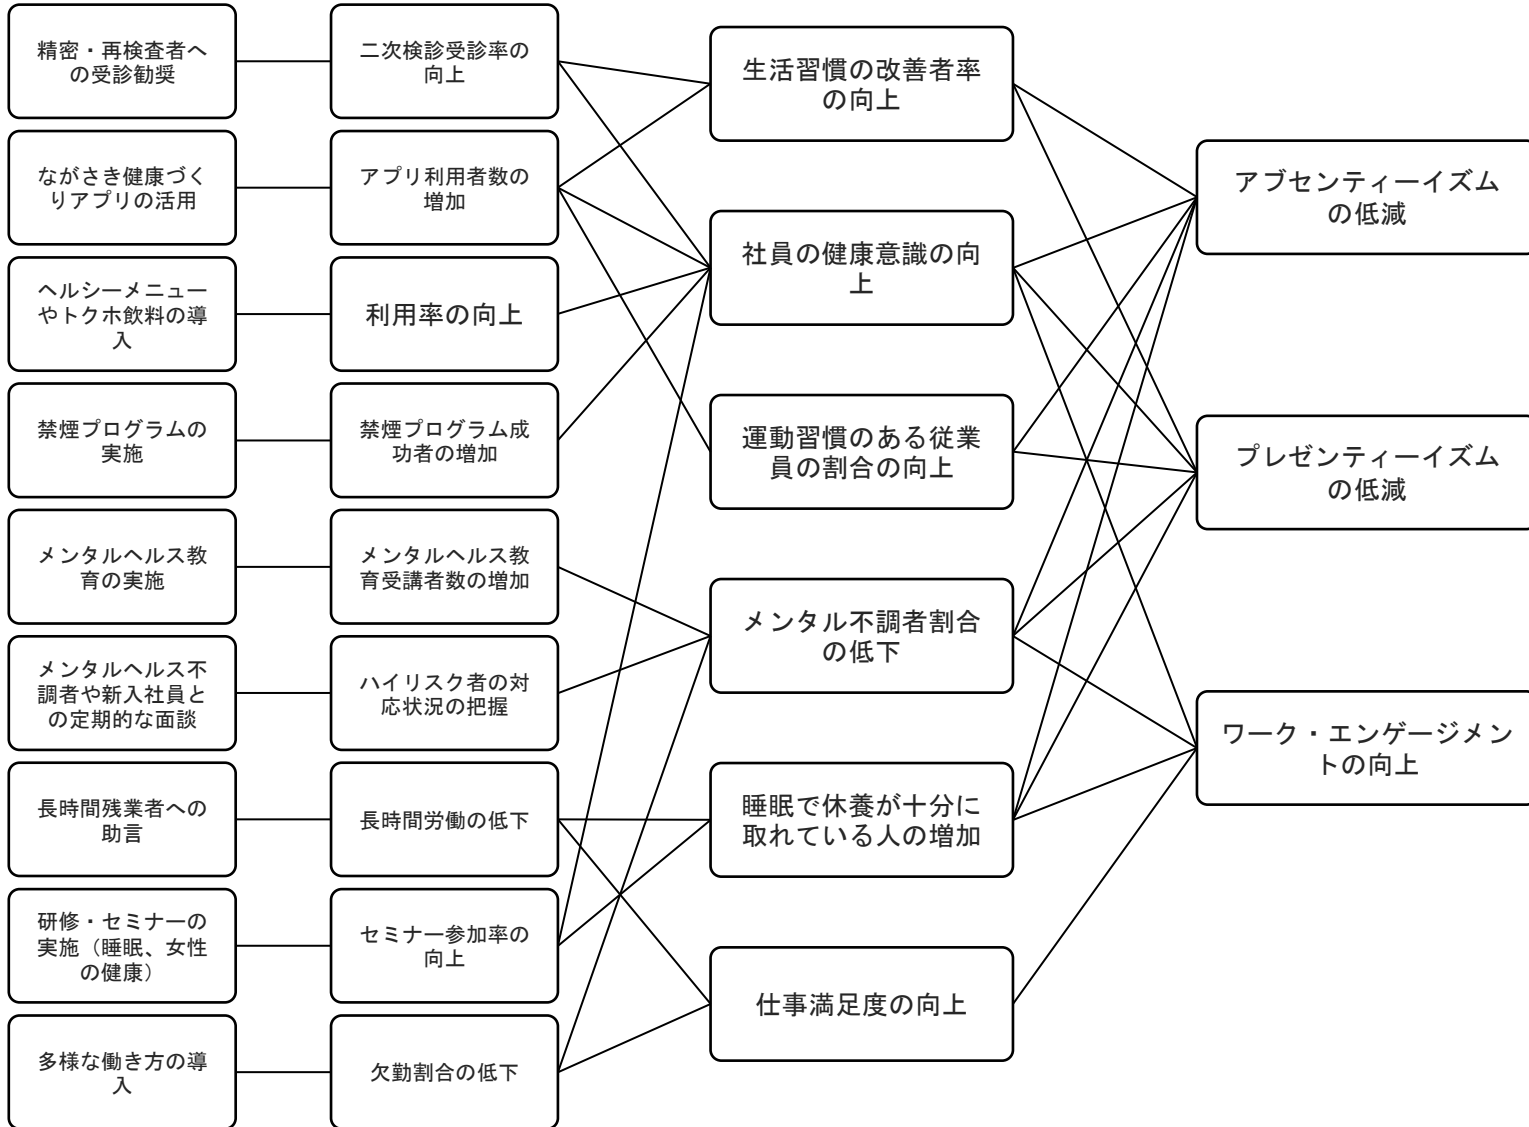 精密・再検査者へ
の受診勧奨
二次検診受診率の
向上
ながさき健康づく
りアプリの活用
アプリ利用者数の
増加
ヘルシーメニュー
やトクホ飲料の導
入
利用率の向上
禁煙プログラムの
実施
禁煙プログラム成
功者の増加
メンタルヘルス教
育の実施
メンタルヘルス教
育受講者数の増加
メンタルヘルス不
調者や新入社員と
の定期的な面談
ハイリスク者の対
応状況の把握
長時間残業者への
助言
長時間労働の低下
研修・セミナーの
実施（睡眠、女性
の健康）
セミナー参加率の
向上
多様な働き方の導
入
欠勤割合の低下
生活習慣の改善者率
の向上
社員の健康意識の向
上
運動習慣のある従業
員の割合の向上
メンタル不調者割合
の低下
睡眠で休養が十分に
取れている人の増加
仕事満足度の向上
アブセンティーイズム
の低減
プレゼンティーイズム
の低減
ワーク・エンゲージメン
トの向上